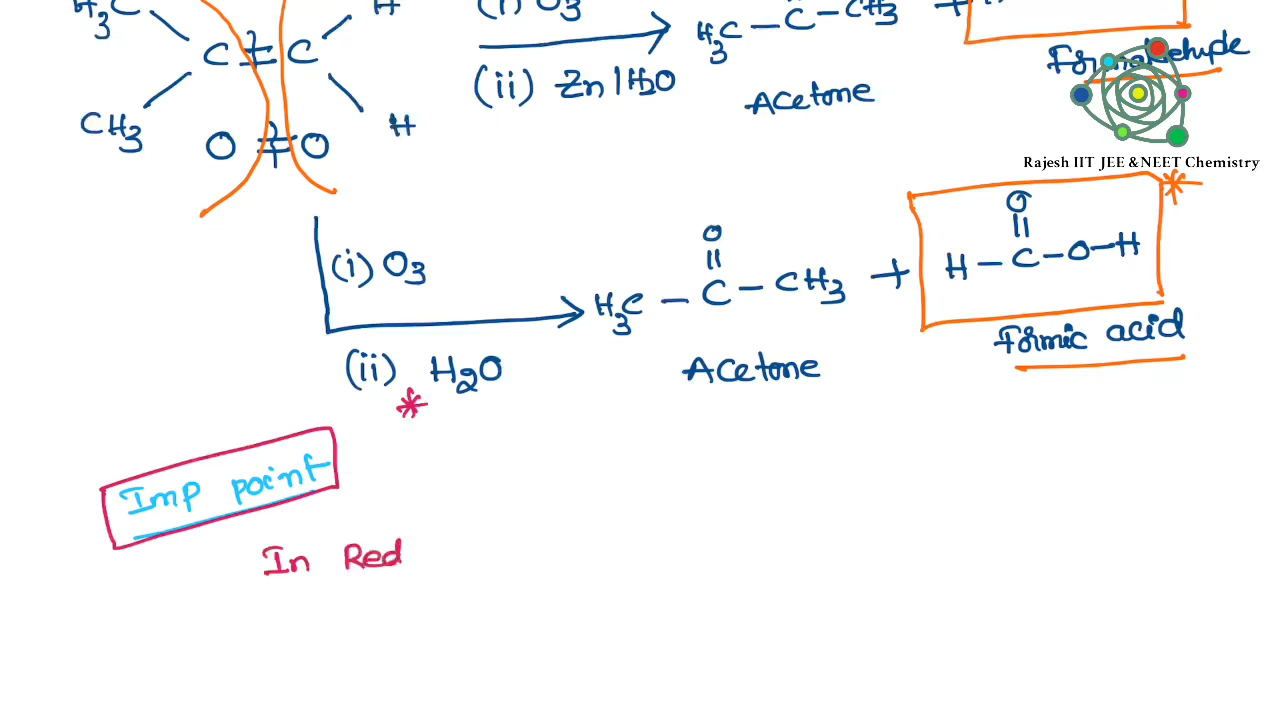 H₃C H (i) O₃ H₃C – C – CH₃ +
C = C
(ii) Zn | H₂O Acetone
CH₃ H
O = O
Rajesh IIT JEE &NEET Chemistry
(i) O₃ H₃C – C – CH₃ + H – C – O – H
O O
|| ||
Formic acid
(ii) H₂O Acetone
*
Imp point
In Red